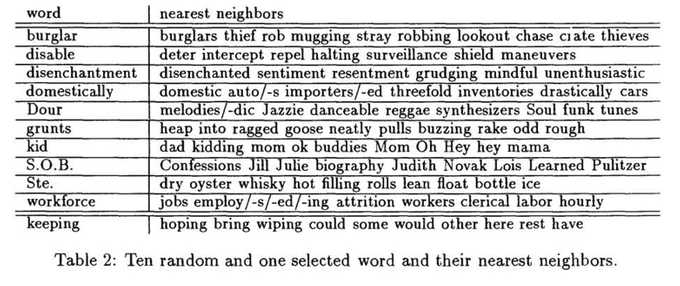 word nearest neighbors
burglar burglars thief rob mugging stray robbing lookout chase crate thieves
disable deter intercept repel halting surveillance shield maneuvers
disenchantment disenchanted sentiment resentment grudging mindful unenthusiastic
domestically domestic auto/-s importers/-ed threefold inventories drastically cars
Dour melodies/-dic Jazzie danceable reggae synthesizers Soul funk tunes
grunts heap into ragged goose neatly pulls buzzing rake odd rough
kid dad kidding mom ok buddies Mom Oh Hey hey mama
S.O.B. Confessions Jill Julie biography Judith Novak Lois Learned Pulitzer
Ste. dry oyster whisky hot filling rolls lean float bottle ice
workforce jobs employ/-s/-ed/-ing attrition workers clerical labor hourly
keeping hoping bring wiping could some would other here rest have
Table 2: Ten random and one selected word and their nearest neighbors.